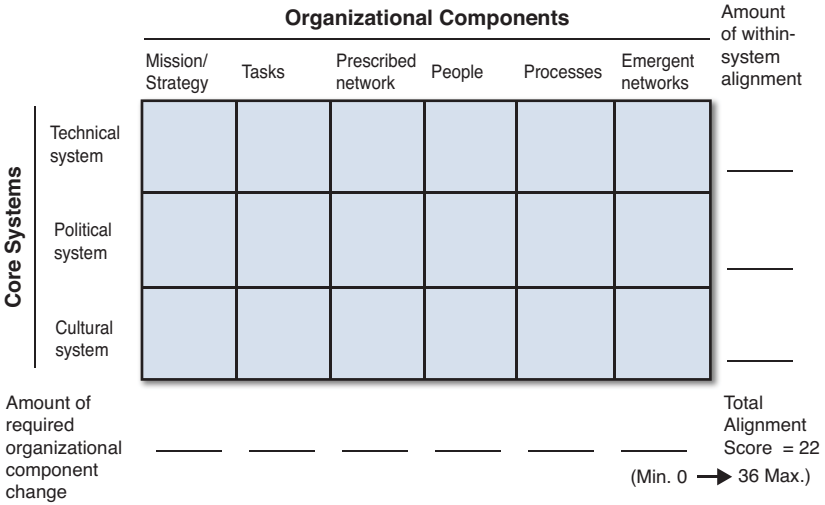 Organizational Components
Amount
of within-
system
alignment
Mission/
Strategy
Tasks
Prescribed
network
People
Processes
Emergent
networks
Core Systems
Technical
system
Political
system
Cultural
system
Amount of
required
organizational
component
change
Total
Alignment
Score = 22
(Min. 0 → 36 Max.)